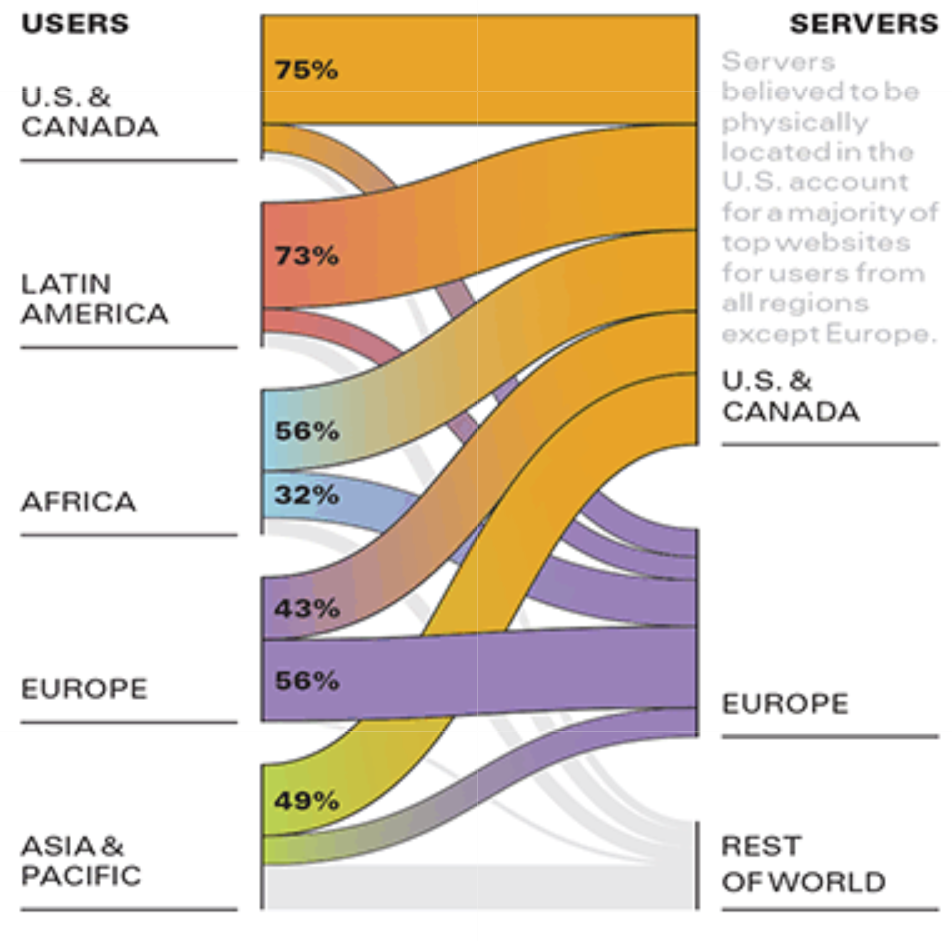 USERS
SERVERS
75%
U.S. &
CANADA
Servers
believed to be
physically
located in the
U.S. account
for a majority of
top websites
for users from
all regions
except Europe.
73%
LATIN
AMERICA
U.S. &
CANADA
56%
32%
AFRICA
43%
56%
EUROPE
EUROPE
49%
ASIA &
PACIFIC
REST
OF WORLD